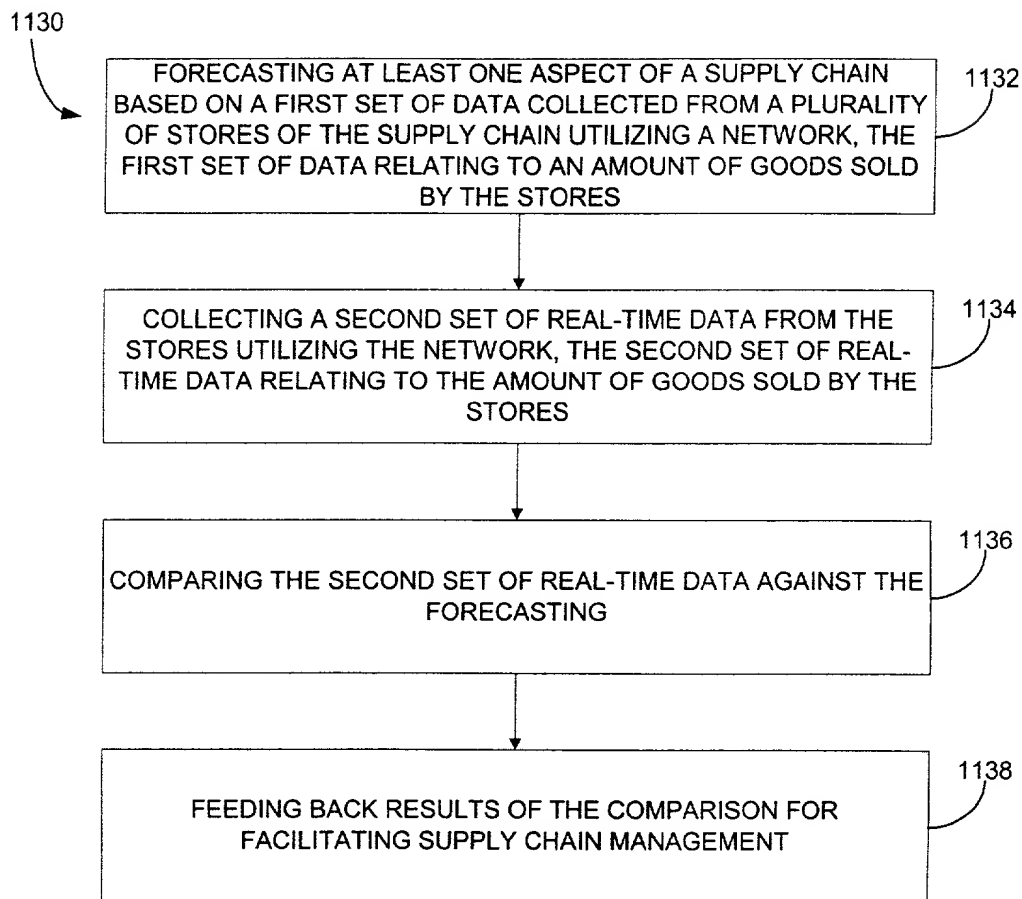 1130
FORECASTING AT LEAST ONE ASPECT OF A SUPPLY CHAIN
BASED ON A FIRST SET OF DATA COLLECTED FROM A PLURALITY
OF STORES OF THE SUPPLY CHAIN UTILIZING A NETWORK, THE
FIRST SET OF DATA RELATING TO AN AMOUNT OF GOODS SOLD
BY THE STORES
1132
COLLECTING A SECOND SET OF REAL-TIME DATA FROM THE
STORES UTILIZING THE NETWORK, THE SECOND SET OF REAL-
TIME DATA RELATING TO THE AMOUNT OF GOODS SOLD BY THE
STORES
1134
COMPARING THE SECOND SET OF REAL-TIME DATA AGAINST THE
FORECASTING
1136
FEEDING BACK RESULTS OF THE COMPARISON FOR
FACILITATING SUPPLY CHAIN MANAGEMENT
1138